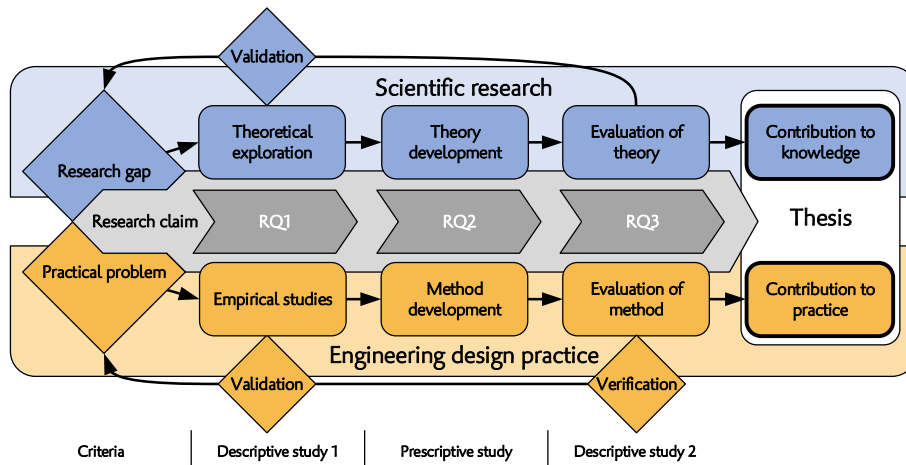 Validation
Scientific research
Theoretical
exploration
Theory
development
Evaluation of
theory
Contribution to
knowledge
Research gap
Research claim
RQ1
RQ2
RQ3
Thesis
Practical problem
Empirical studies
Method
development
Evaluation of
method
Contribution to
practice
Engineering design practice
Validation
Verification
Criteria
Descriptive study 1
Prescriptive study
Descriptive study 2